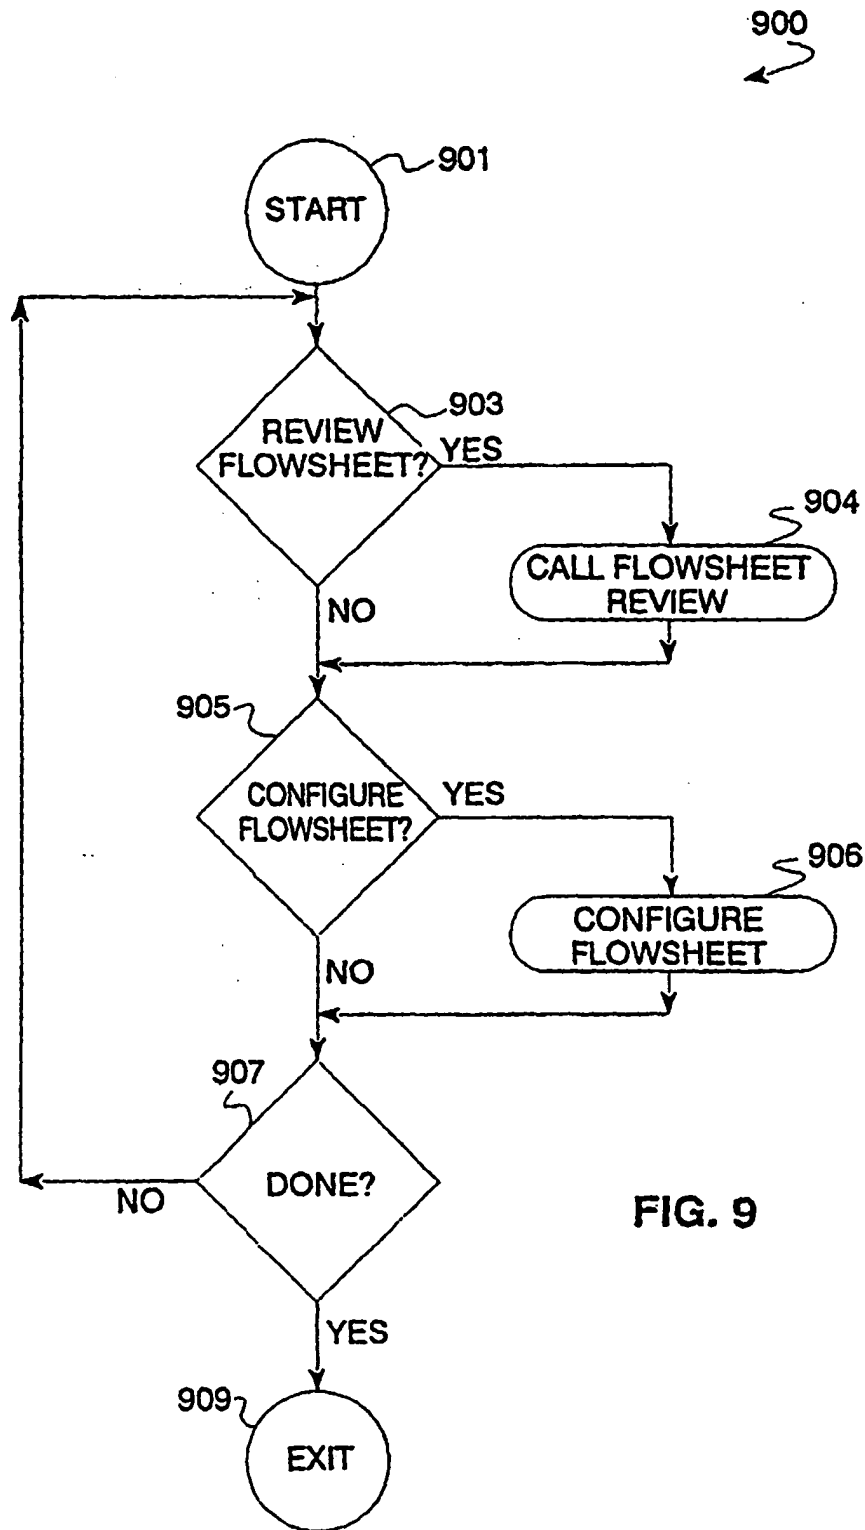 900
901
START
903
REVIEW
FLOWSHEET?
YES
904
CALL FLOWSHEET
REVIEW
NO
905
CONFIGURE
FLOWSHEET?
YES
906
CONFIGURE
FLOWSHEET
NO
907
DONE?
NO
FIG. 9
YES
909
EXIT